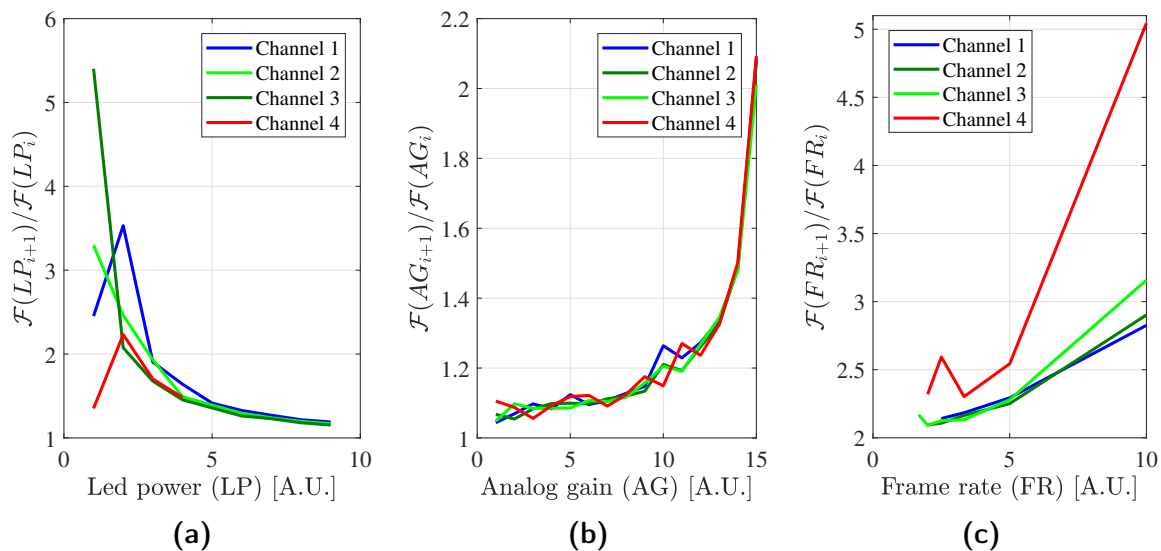 6
5
4
3
2
1
0
5
10
F(LP_{i+1})/F(LP_i)
Led power (LP) [A.U.]
Channel 1
Channel 2
Channel 3
Channel 4
(a)
2.2
2
1.8
1.6
1.4
1.2
1
0
5
10
15
F(AG_{i+1})/F(AG_i)
Analog gain (AG) [A.U.]
Channel 1
Channel 2
Channel 3
Channel 4
(b)
5
4.5
4
3.5
3
2.5
2
0
5
10
F(FR_{i+1})/F(FR_i)
Frame rate (FR) [A.U.]
Channel 1
Channel 2
Channel 3
Channel 4
(c)